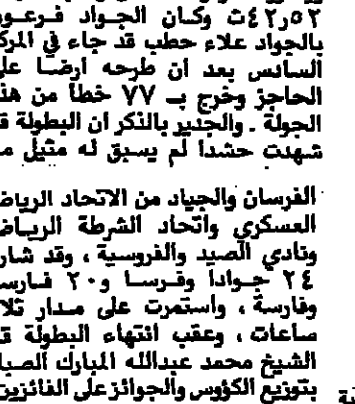 ٥٢ر٤٢ث وكان الجواد فرعون
بالجواد علاء حطب قد جاء في المركز
السادس بعد ان طرحه ارضا على
الحاجز وخرج بـ ٧٧ خطأ من هذه
الجولة . والجدير بالذكر ان البطولة قد
شهدت حشدا لم يسبق له مثيل من
الفرسان والجياد من الاتحاد الرياضي
العسكري واتحاد الشرطة الرياضي
ونادي الصيد والفروسية ، وقد شارك
٢٤ جوادا وفرسا و٢٠ فارسا
وفارسة ، واستمرت على مدار ثلاث
ساعات ، وعقب انتهاء البطولة قام
الشيخ محمد عبدالله المبارك الصباح
بتوزيع الكؤوس والجوائز على الفائزين